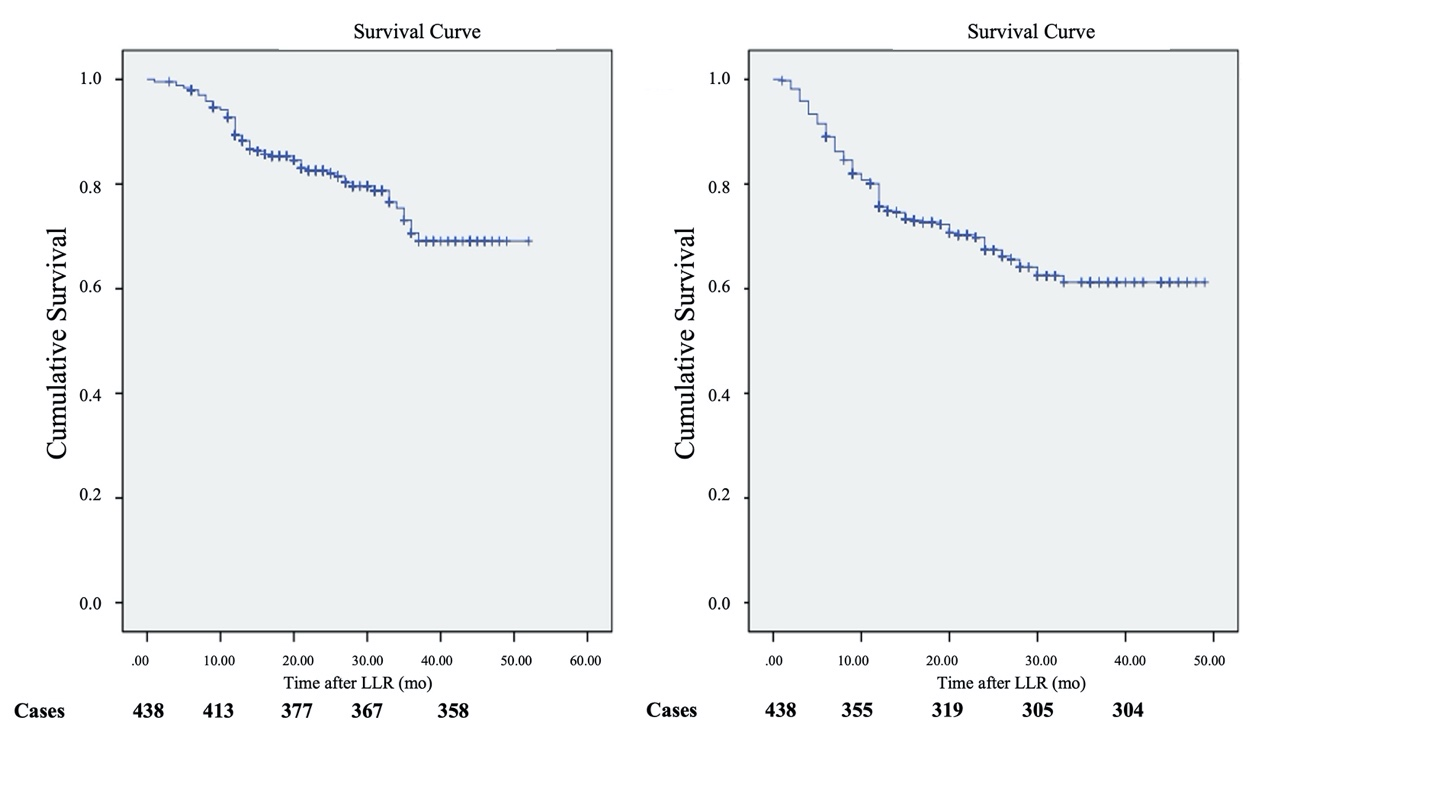 Survival Curve
1.0
0.8
0.6
0.4
0.2
0.0
Cumulative Survival
.00 10.00 20.00 30.00 40.00 50.00 60.00
Time after LLR (mo)
Cases 438 413 377 367 358
Survival Curve
1.0
0.8
0.6
0.4
0.2
0.0
Cumulative Survival
.00 10.00 20.00 30.00 40.00 50.00
Time after LLR (mo)
Cases 438 355 319 305 304